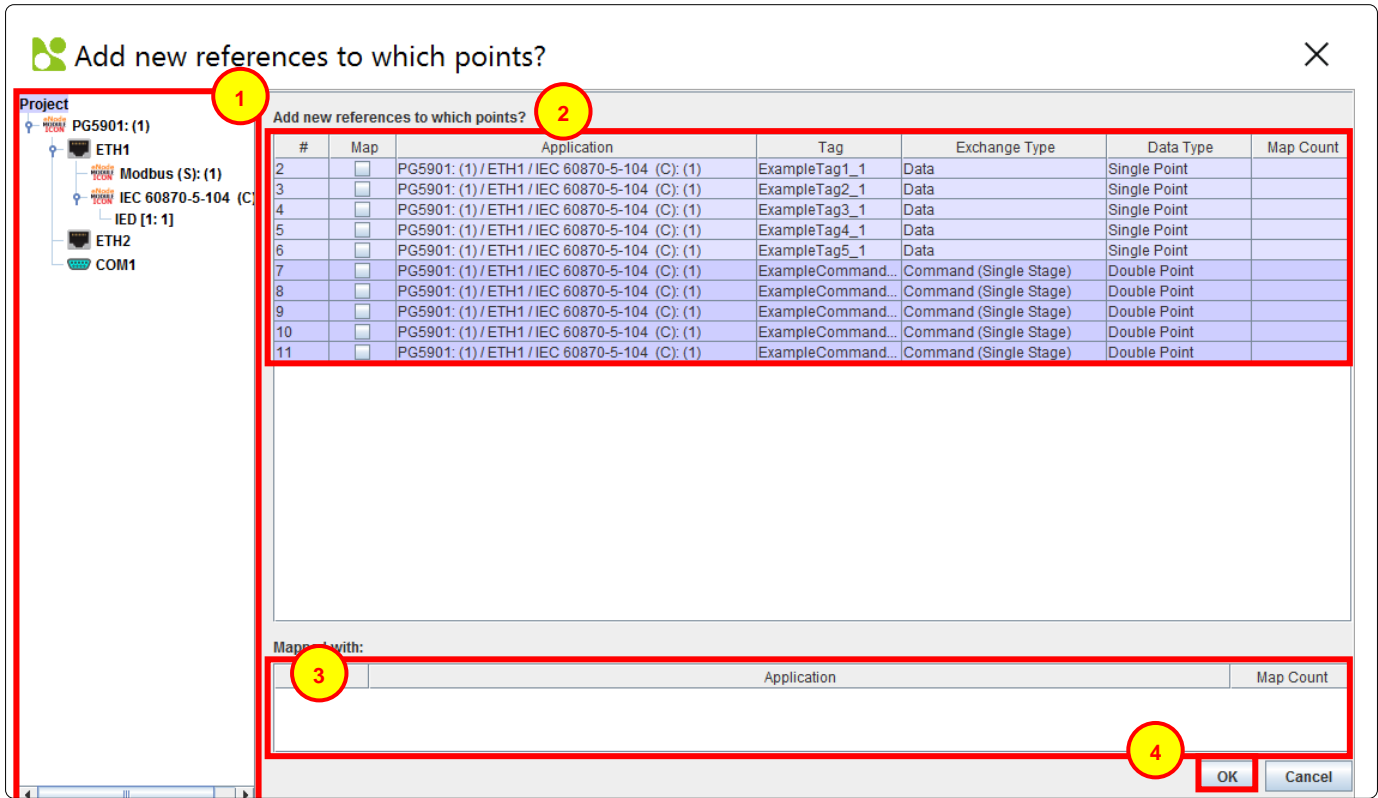 Add new references to which points?
1
Project
eNode MODULE ICON PG5901: (1)
ETH1
eNode MODULE ICON Modbus (S): (1)
eNode MODULE ICON IEC 60870-5-104 (C)
IED [1: 1]
ETH2
COM1
Add new references to which points?
2
# Map Application Tag Exchange Type Data Type Map Count
2 PG5901: (1) / ETH1 / IEC 60870-5-104 (C): (1) ExampleTag1_1 Data Single Point
3 PG5901: (1) / ETH1 / IEC 60870-5-104 (C): (1) ExampleTag2_1 Data Single Point
4 PG5901: (1) / ETH1 / IEC 60870-5-104 (C): (1) ExampleTag3_1 Data Single Point
5 PG5901: (1) / ETH1 / IEC 60870-5-104 (C): (1) ExampleTag4_1 Data Single Point
6 PG5901: (1) / ETH1 / IEC 60870-5-104 (C): (1) ExampleTag5_1 Data Single Point
7 PG5901: (1) / ETH1 / IEC 60870-5-104 (C): (1) ExampleCommand... Command (Single Stage) Double Point
8 PG5901: (1) / ETH1 / IEC 60870-5-104 (C): (1) ExampleCommand... Command (Single Stage) Double Point
9 PG5901: (1) / ETH1 / IEC 60870-5-104 (C): (1) ExampleCommand... Command (Single Stage) Double Point
10 PG5901: (1) / ETH1 / IEC 60870-5-104 (C): (1) ExampleCommand... Command (Single Stage) Double Point
11 PG5901: (1) / ETH1 / IEC 60870-5-104 (C): (1) ExampleCommand... Command (Single Stage) Double Point
Mapped with:
3
Application Map Count
4
OK Cancel